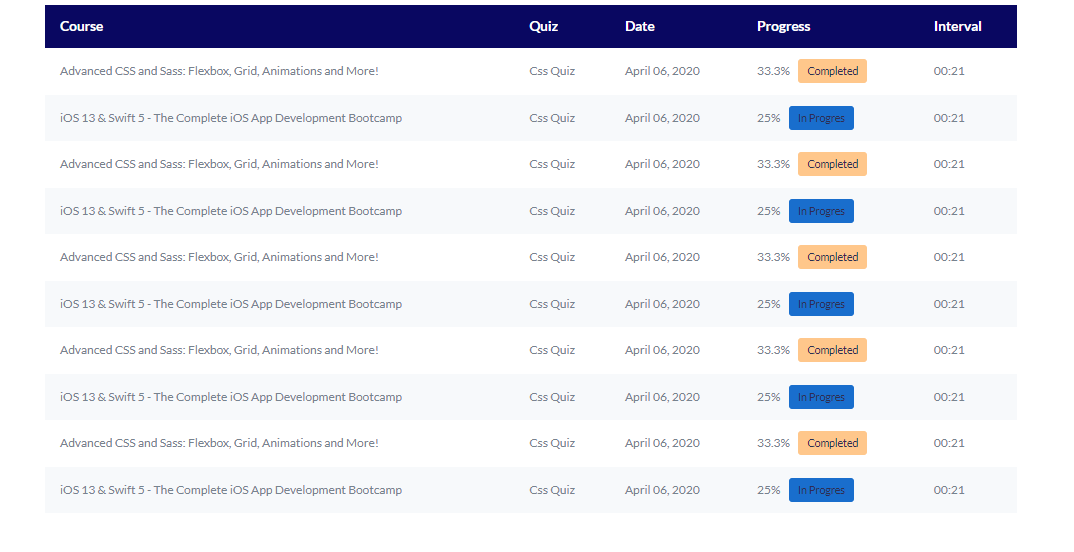 Course Quiz Date Progress Interval
Advanced CSS and Sass: Flexbox, Grid, Animations and More! Css Quiz April 06, 2020 33.3% Completed 00:21
iOS 13 & Swift 5 - The Complete iOS App Development Bootcamp Css Quiz April 06, 2020 25% In Progres 00:21
Advanced CSS and Sass: Flexbox, Grid, Animations and More! Css Quiz April 06, 2020 33.3% Completed 00:21
iOS 13 & Swift 5 - The Complete iOS App Development Bootcamp Css Quiz April 06, 2020 25% In Progres 00:21
Advanced CSS and Sass: Flexbox, Grid, Animations and More! Css Quiz April 06, 2020 33.3% Completed 00:21
iOS 13 & Swift 5 - The Complete iOS App Development Bootcamp Css Quiz April 06, 2020 25% In Progres 00:21
Advanced CSS and Sass: Flexbox, Grid, Animations and More! Css Quiz April 06, 2020 33.3% Completed 00:21
iOS 13 & Swift 5 - The Complete iOS App Development Bootcamp Css Quiz April 06, 2020 25% In Progres 00:21
Advanced CSS and Sass: Flexbox, Grid, Animations and More! Css Quiz April 06, 2020 33.3% Completed 00:21
iOS 13 & Swift 5 - The Complete iOS App Development Bootcamp Css Quiz April 06, 2020 25% In Progres 00:21